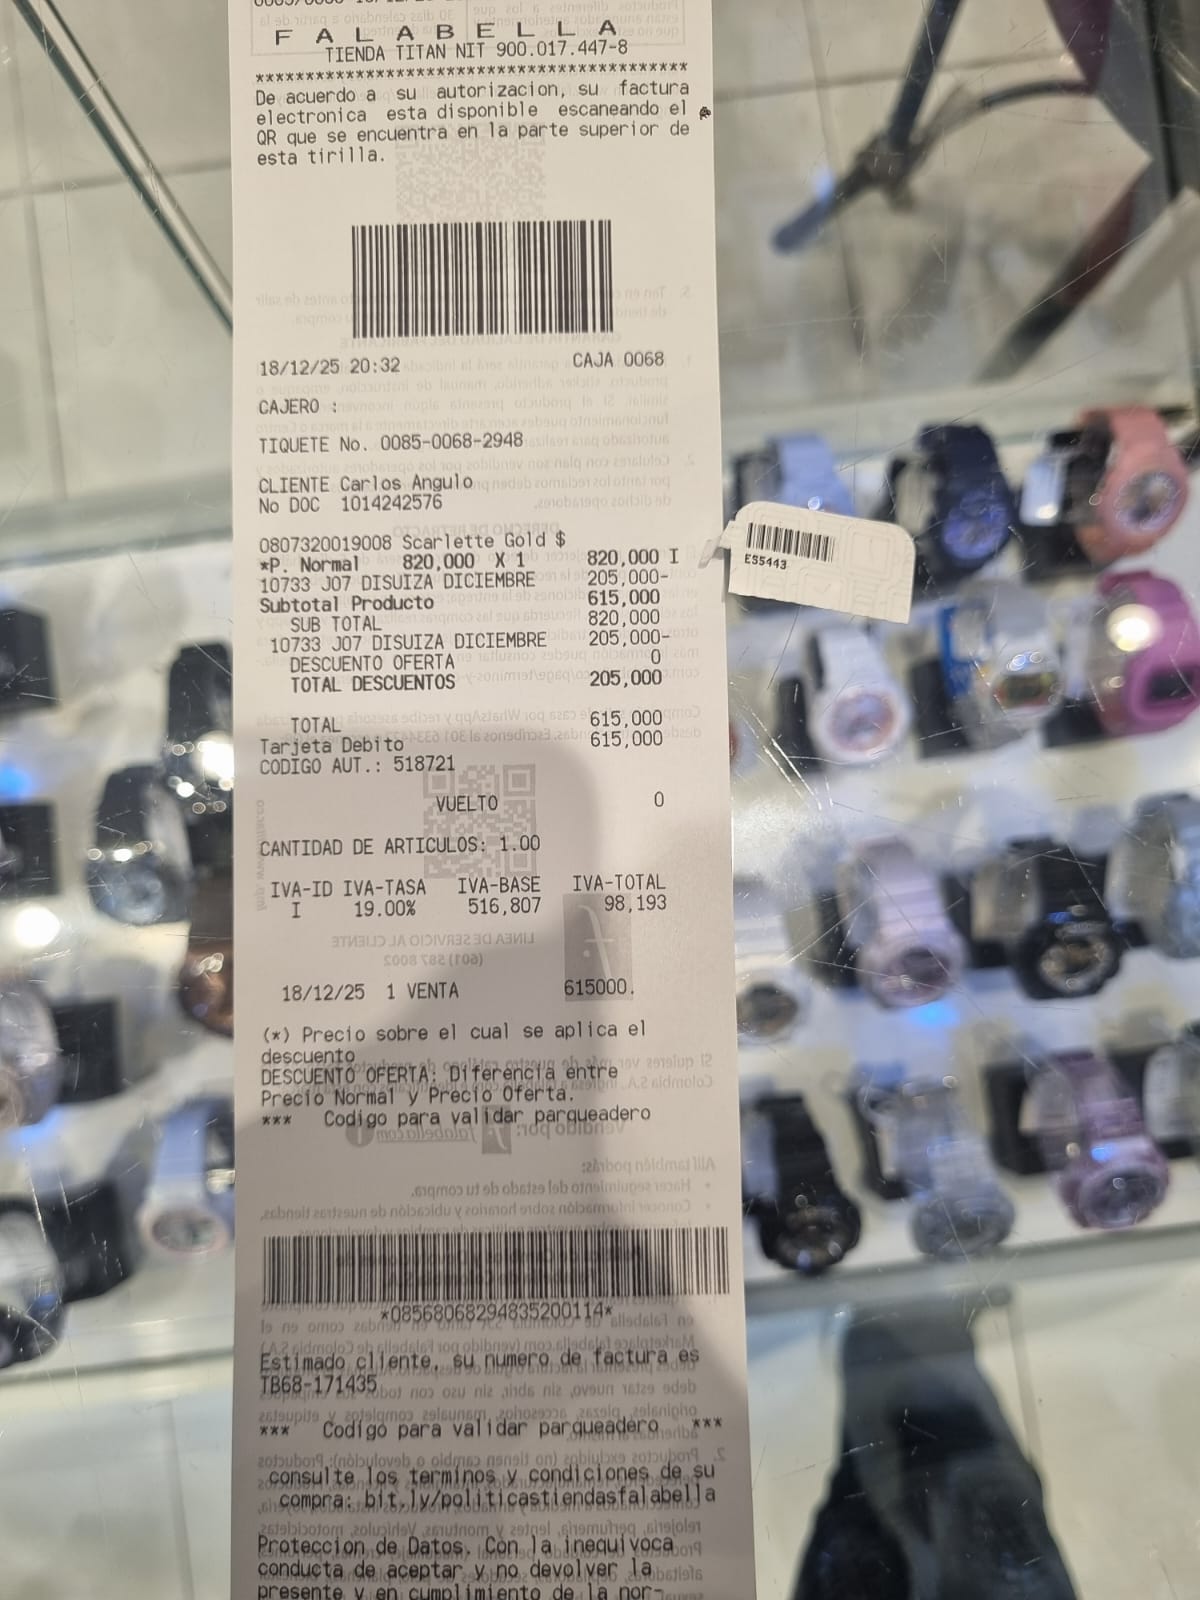 F A L A B E L L A
TIENDA TITAN NIT 900.017.447-8
******************************************
De acuerdo a su autorizacion, su factura
electronica esta disponible escaneando el
QR que se encuentra en la parte superior de
esta tirilla.
18/12/25 20:32 CAJA 0068
CAJERO :
TIQUETE No. 0085-0068-2948
CLIENTE Carlos Angulo
No DOC 1014242576
0807320019008 Scarlette Gold $
*P. Normal 820,000 X 1 820,000 I
10733 J07 DISUIZA DICIEMBRE 205,000-
Subtotal Producto 615,000
SUB TOTAL 820,000
10733 J07 DISUIZA DICIEMBRE 205,000-
DESCUENTO OFERTA 0
TOTAL DESCUENTOS 205,000
TOTAL 615,000
Tarjeta Debito 615,000
CODIGO AUT.: 518721
VUELTO 0
CANTIDAD DE ARTICULOS: 1.00
IVA-ID IVA-TASA IVA-BASE IVA-TOTAL
I 19.00% 516,807 98,193
18/12/25 1 VENTA 615000.
(*) Precio sobre el cual se aplica el
descuento
DESCUENTO OFERTA: Diferencia entre
Precio Normal y Precio Oferta.
*** Codigo para validar parqueadero
*08568068294835200114*
Estimado cliente, su numero de factura es
TB68-171435
*** Codigo para validar parqueadero ***
consulte los terminos y condiciones de su
compra: bit.ly/politicastiendasfalabella
Proteccion de Datos. Con la inequivoca
conducta de aceptar y no devolver la
presente y en cumplimiento de la nor-
ES5443